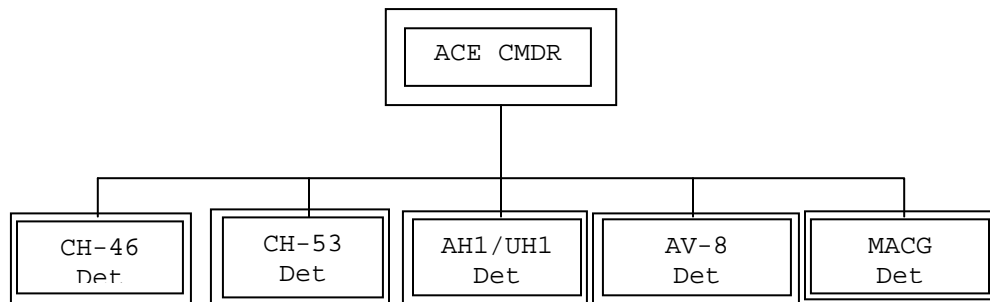 ACE CMDR
CH-46
Det
CH-53
Det
AH1/UH1
Det
AV-8
Det
MACG
Det